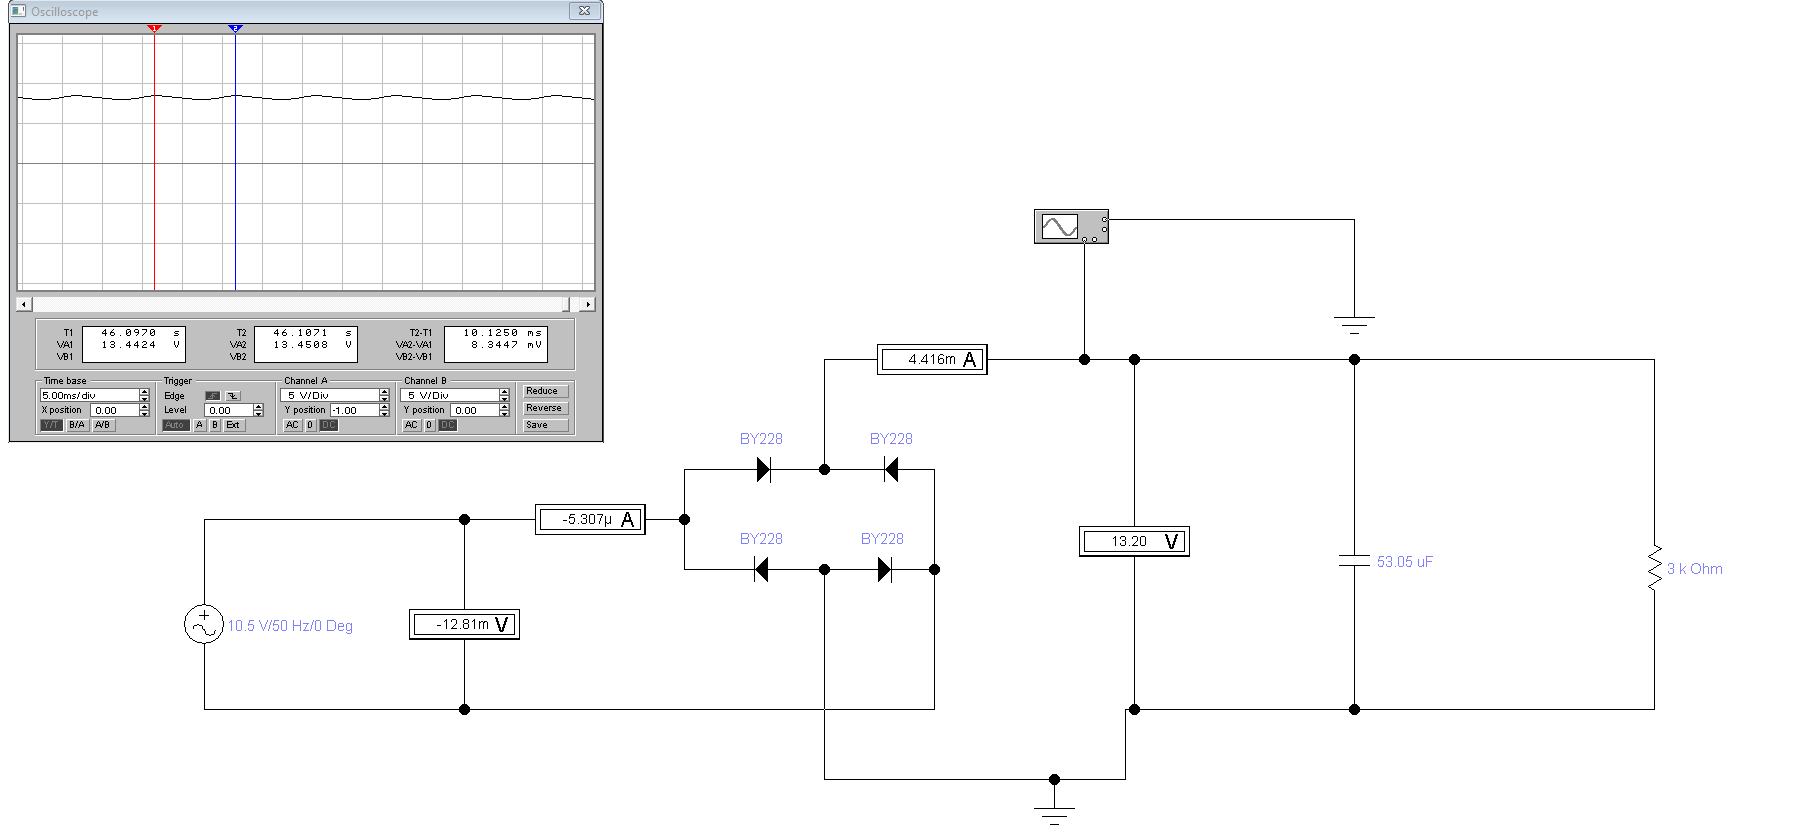 Oscilloscope
1 2
T1 46.0970 s T2 46.1071 s T2-T1 10.1250 ms
VA1 13.4424 V VA2 13.4508 V VA2-VA1 8.3447 mV
VB1 VB2 VB2-VB1
Time base Trigger Channel A Channel B
5.00ms/div Edge 5 V/Div 5 V/Div Reduce
X position 0.00 Level 0.00 Y position -1.00 Y position 0.00 Reverse
Y/T B/A A/B Auto A B Ext AC 0 DC AC 0 DC Save
4.416m A
BY228 BY228
-5.307µ A
BY228 BY228
13.20 V
53.05 uF
3 k Ohm
+
10.5 V/50 Hz/0 Deg
-12.81m V